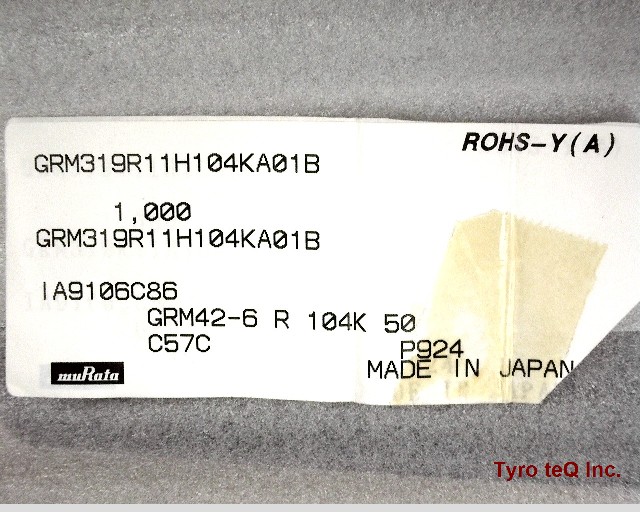 ROHS-Y(A)
GRM319R11H104KA01B
1,000
GRM319R11H104KA01B
IA9106C86
GRM42-6 R 104K 50
C57C
P924
muRata
MADE IN JAPAN
Tyro teQ Inc.